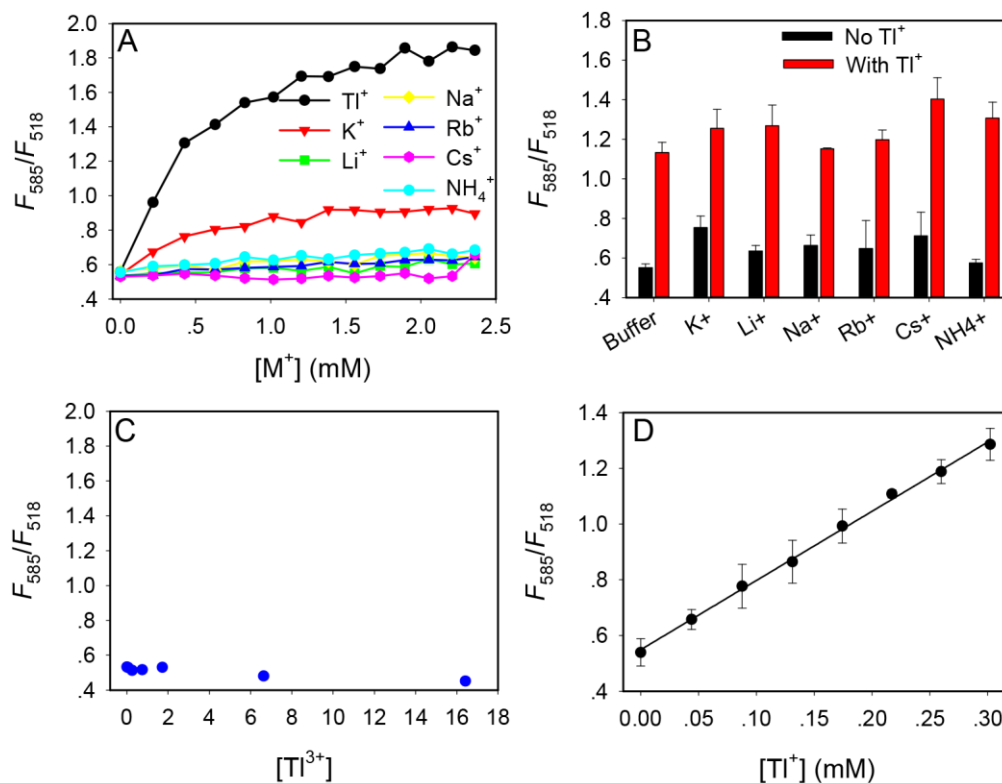 A
2.0
1.8
1.6
1.4
1.2
1.0
.8
.6
.4
F585/F518
Tl+
K+
Li+
Na+
Rb+
Cs+
NH4+
0.0 .5 1.0 1.5 2.0 2.5
[M+] (mM)
B
1.8
1.6
1.4
1.2
1.0
.8
.6
.4
F585/F518
No Tl+
With Tl+
Buffer K+ Li+ Na+ Rb+ Cs+ NH4+
C
2.0
1.8
1.6
1.4
1.2
1.0
.8
.6
.4
F585/F518
0 2 4 6 8 10 12 14 16 18
[Tl3+]
D
1.4
1.2
1.0
.8
.6
.4
F585/F518
0.00 .05 .10 .15 .20 .25 .30
[Tl+] (mM)